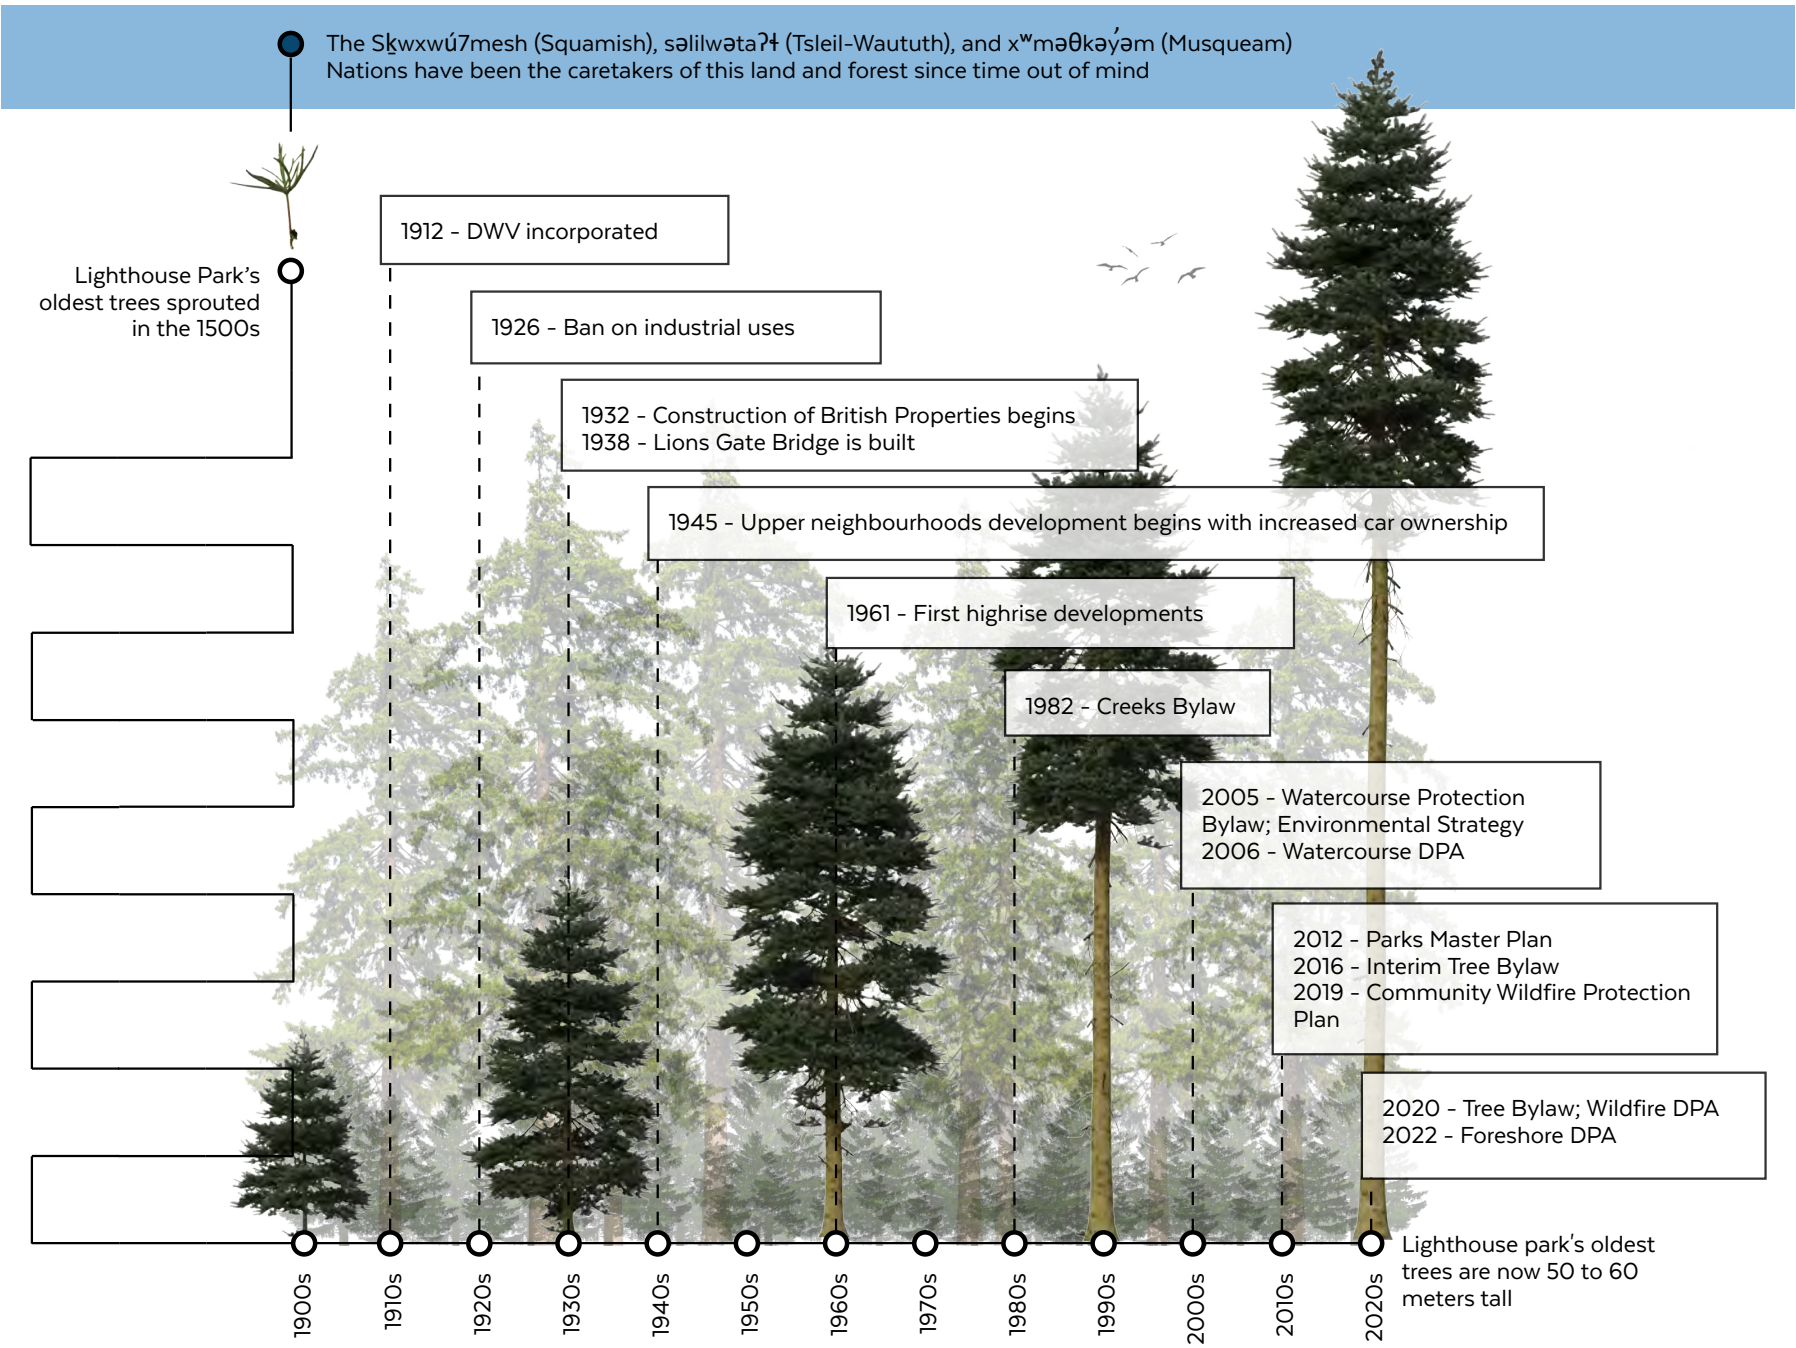 The Sḵwxwú7mesh (Squamish), səlilwətaʔɬ (Tsleil-Waututh), and xʷməθkəy̓əm (Musqueam)
Nations have been the caretakers of this land and forest since time out of mind
Lighthouse Park’s
oldest trees sprouted
in the 1500s
1912 - DWV incorporated
1926 - Ban on industrial uses
1932 - Construction of British Properties begins
1938 - Lions Gate Bridge is built
1945 - Upper neighbourhoods development begins with increased car ownership
1961 - First highrise developments
1982 - Creeks Bylaw
2005 - Watercourse Protection
Bylaw; Environmental Strategy
2006 - Watercourse DPA
2012 - Parks Master Plan
2016 - Interim Tree Bylaw
2019 - Community Wildfire Protection
Plan
2020 - Tree Bylaw; Wildfire DPA
2022 - Foreshore DPA
Lighthouse park's oldest
trees are now 50 to 60
meters tall
1900s
1910s
1920s
1930s
1940s
1950s
1960s
1970s
1980s
1990s
2000s
2010s
2020s